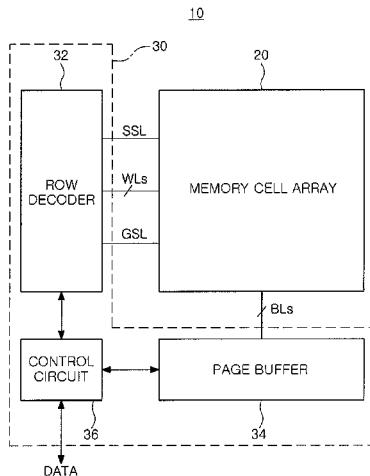 10
32
30
20
ROW
DECODER
SSL
WLs
GSL
MEMORY CELL ARRAY
BLs
CONTROL
CIRCUIT
PAGE BUFFER
36
34
DATA